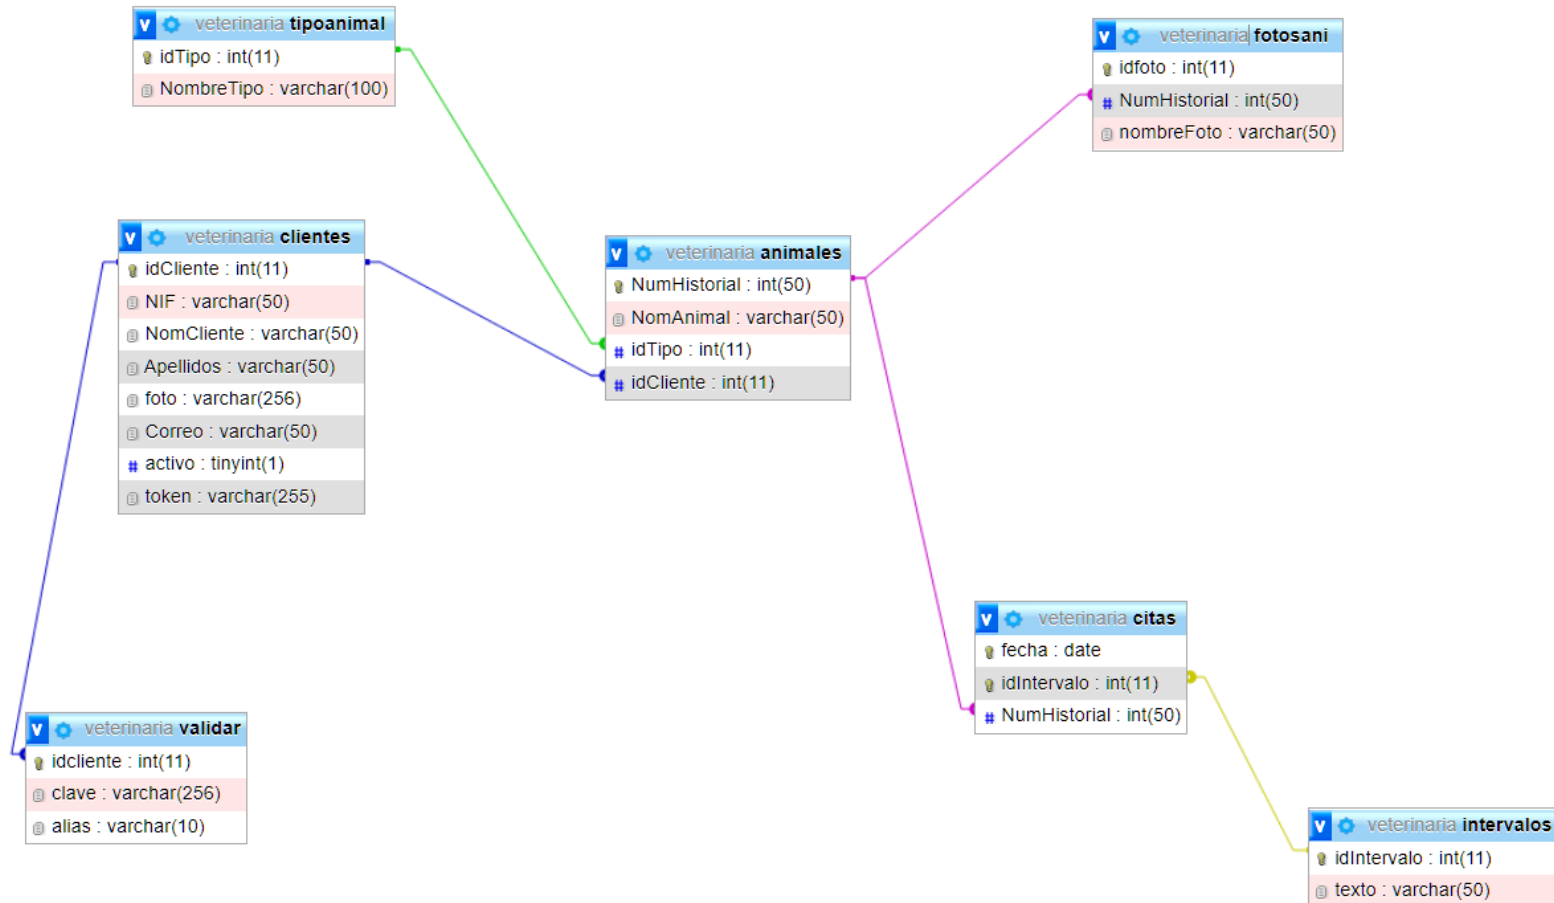 v veterinaria tipoanimal
idTipo : int(11)
NombreTipo : varchar(100)
v veterinaria fotosani
idfoto : int(11)
# NumHistorial : int(50)
nombreFoto : varchar(50)
v veterinaria clientes
idCliente : int(11)
NIF : varchar(50)
NomCliente : varchar(50)
Apellidos : varchar(50)
foto : varchar(256)
Correo : varchar(50)
# activo : tinyint(1)
token : varchar(255)
v veterinaria animales
NumHistorial : int(50)
NomAnimal : varchar(50)
# idTipo : int(11)
# idCliente : int(11)
v veterinaria citas
fecha : date
idIntervalo : int(11)
# NumHistorial : int(50)
v veterinaria validar
idcliente : int(11)
clave : varchar(256)
alias : varchar(10)
v veterinaria intervalos
idIntervalo : int(11)
texto : varchar(50)